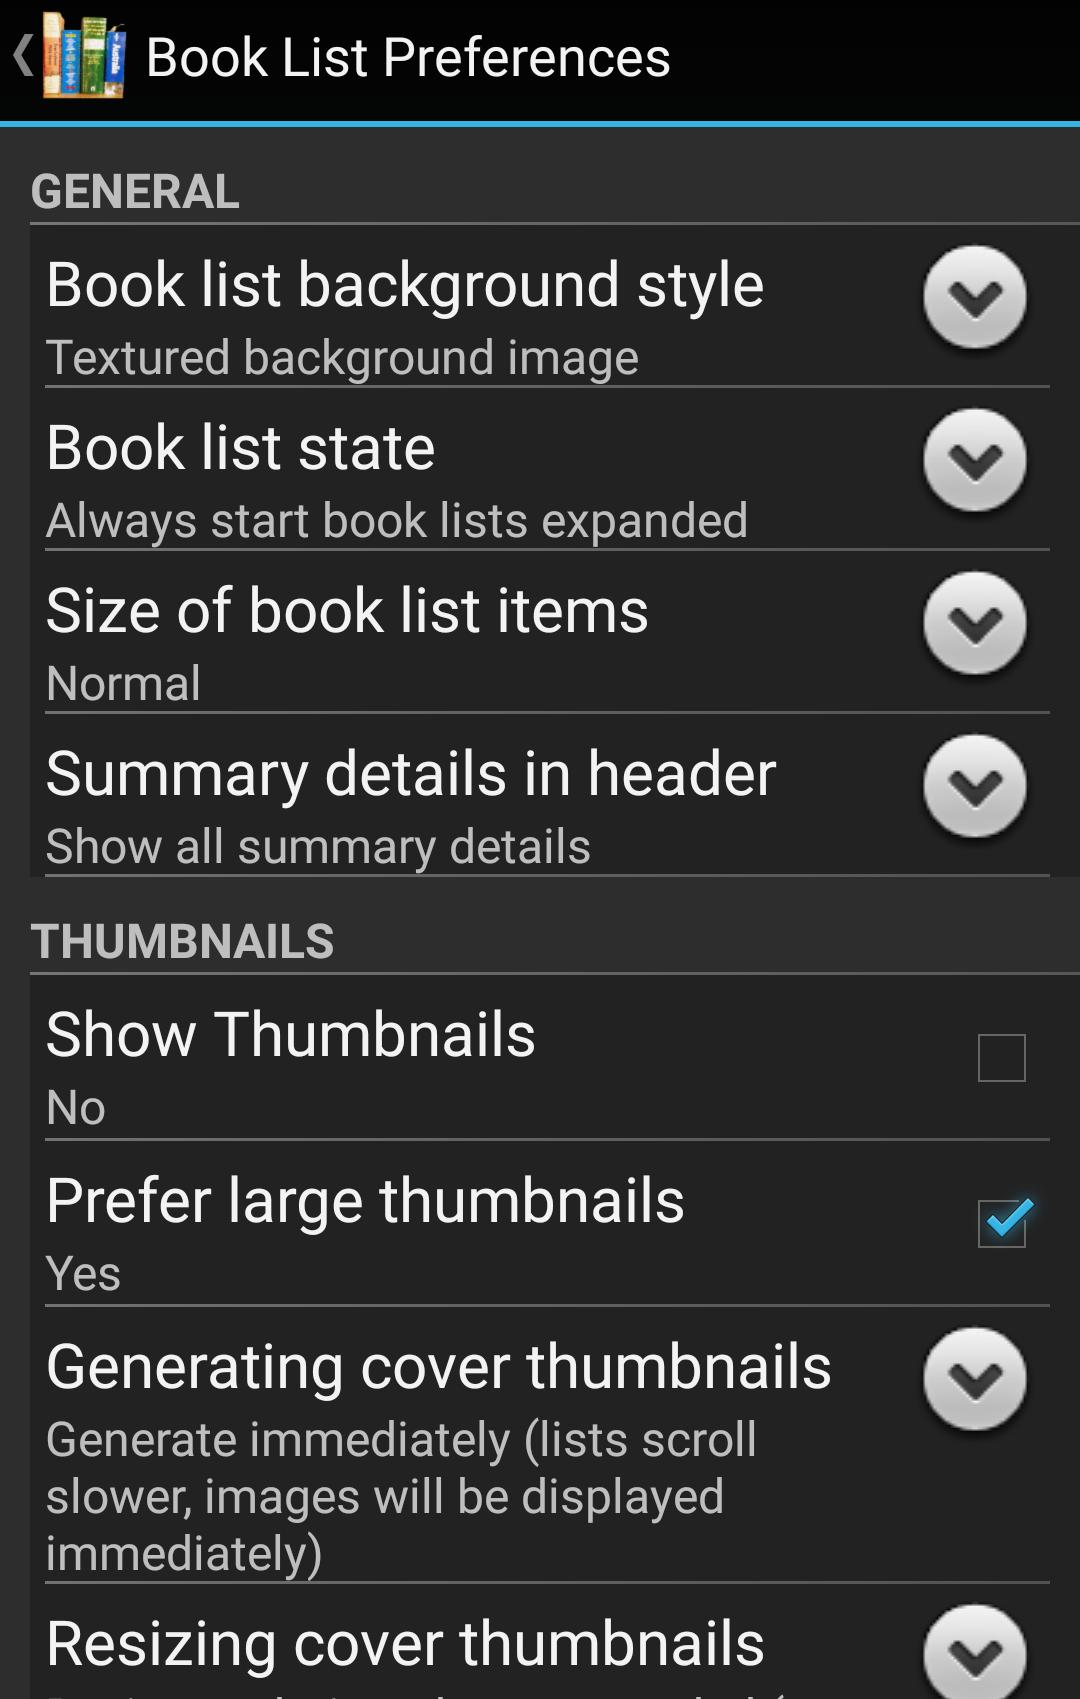 Book List Preferences
GENERAL
Book list background style
Textured background image
Book list state
Always start book lists expanded
Size of book list items
Normal
Summary details in header
Show all summary details
THUMBNAILS
Show Thumbnails
No
Prefer large thumbnails
Yes
Generating cover thumbnails
Generate immediately (lists scroll
slower, images will be displayed
immediately)
Resizing cover thumbnails